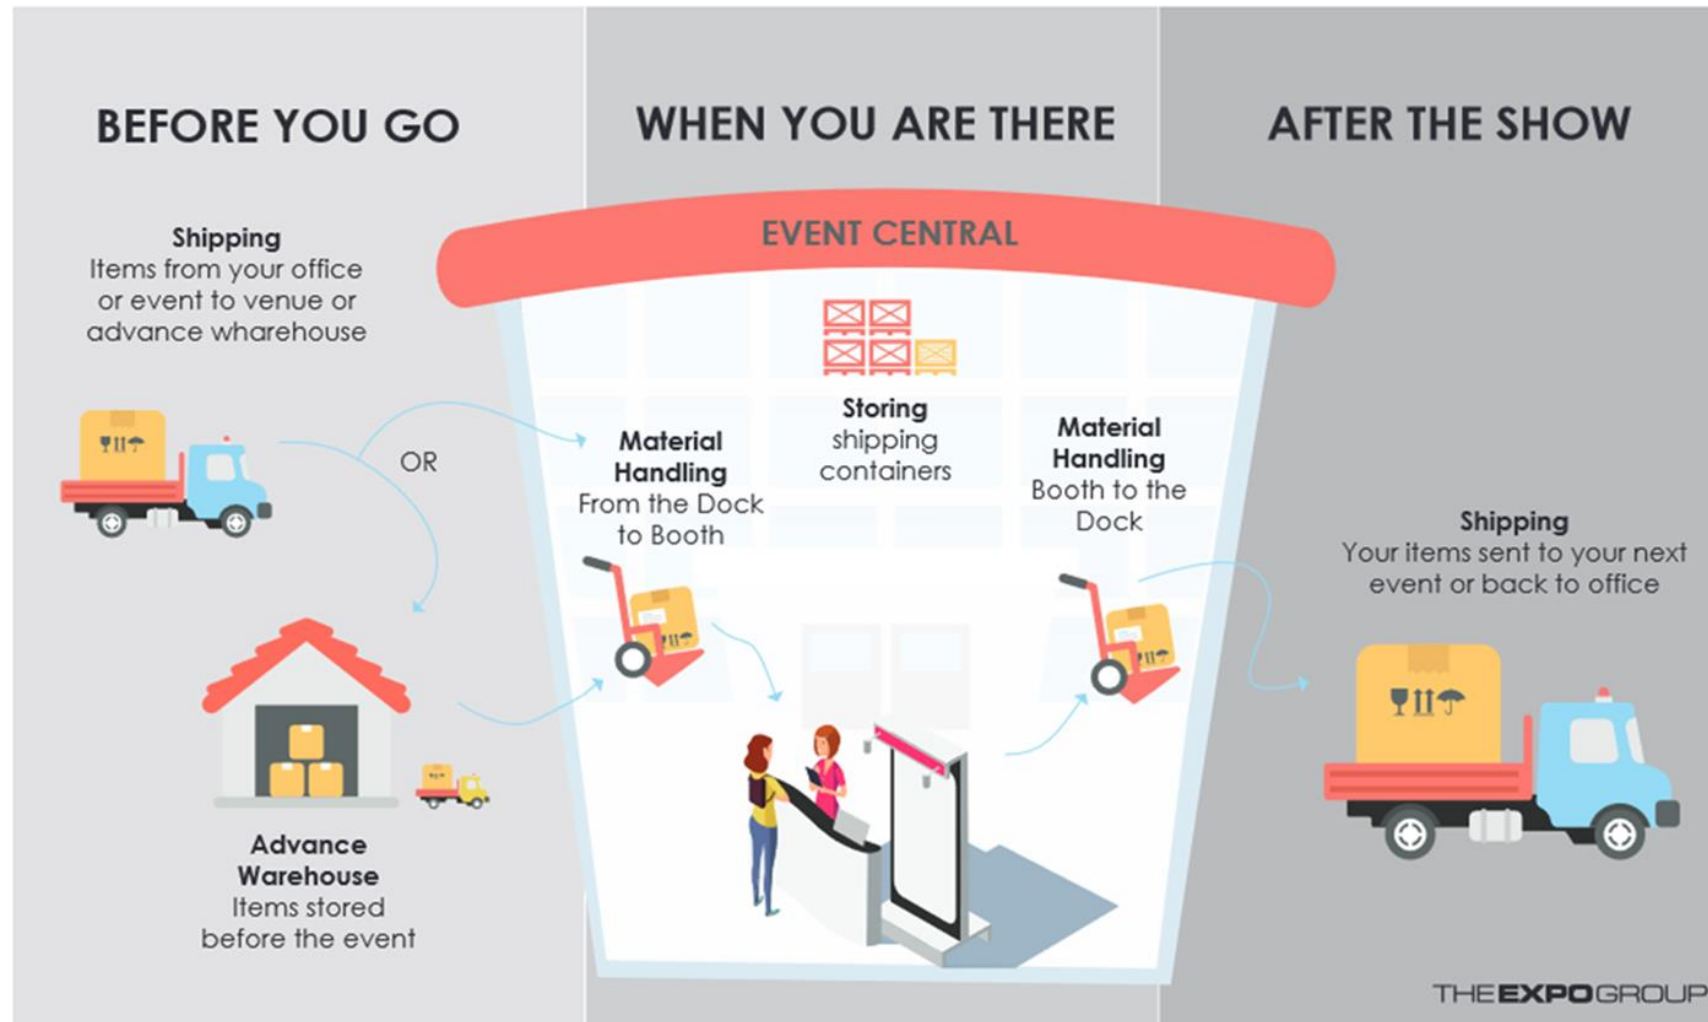 BEFORE YOU GO
Shipping
Items from your office
or event to venue or
advance wharehouse
OR
Advance
Warehouse
Items stored
before the event
WHEN YOU ARE THERE
EVENT CENTRAL
Material
Handling
From the Dock
to Booth
Storing
shipping
containers
Material
Handling
Booth to the
Dock
AFTER THE SHOW
Shipping
Your items sent to your next
event or back to office
THEEXPOGROUP